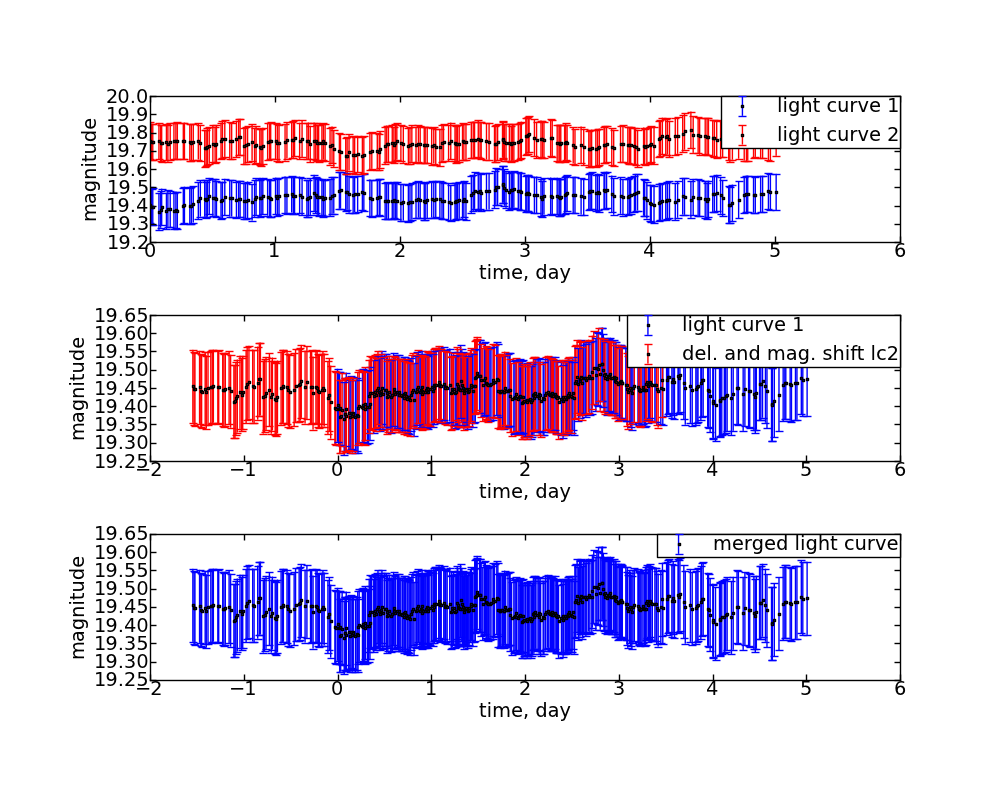 20.0
19.9
19.8
19.7
19.6
19.5
19.4
19.3
19.2
magnitude
light curve 1
light curve 2
0 1 2 3 4 5 6
time, day
19.65
19.60
19.55
19.50
19.45
19.40
19.35
19.30
19.25
magnitude
light curve 1
del. and mag. shift lc2
−2 −1 0 1 2 3 4 5 6
time, day
19.65
19.60
19.55
19.50
19.45
19.40
19.35
19.30
19.25
magnitude
merged light curve
−2 −1 0 1 2 3 4 5 6
time, day